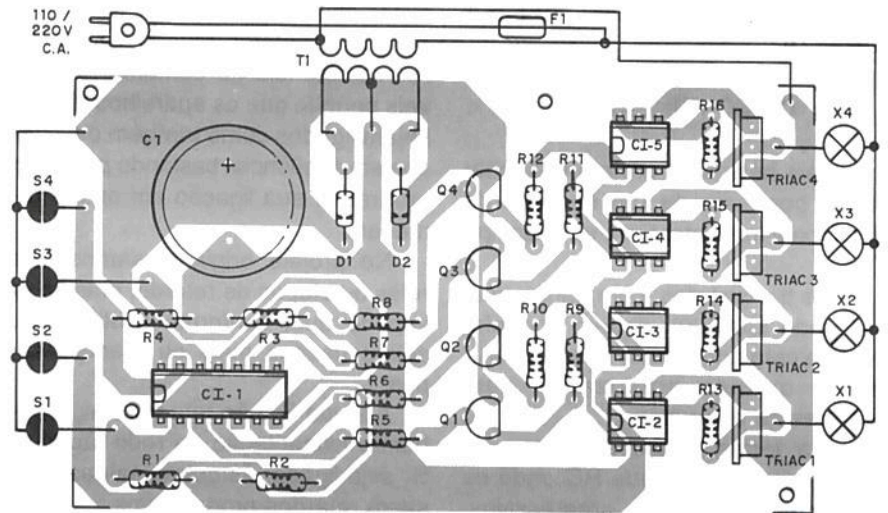 110 /
220V
C.A.
F1
T1
C1
+
S4
S3
S2
S1
D1
D2
R4
R3
R8
R7
R6
R5
CI-1
R1
R2
Q4
Q3
Q2
Q1
R12
R11
R10
R9
CI-5
CI-4
CI-3
CI-2
R16
R15
R14
R13
TRIAC 4
TRIAC 3
TRIAC 2
TRIAC 1
X4
X3
X2
X1